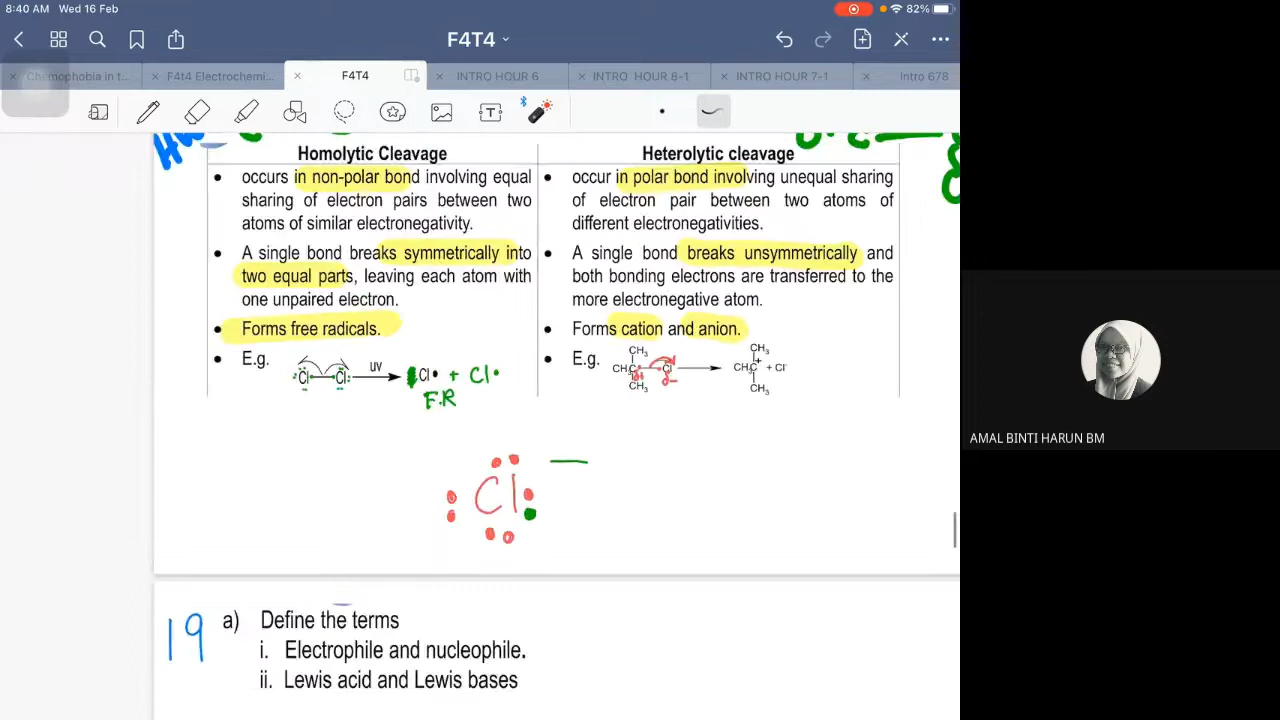 8:40 AM Wed 16 Feb
82%
F4T4
Chemophobia in t...
F4t4 Electrochemi...
F4T4
INTRO HOUR 6
INTRO HOUR 8-1
INTRO HOUR 7-1
Intro 678
Homolytic Cleavage
• occurs in non-polar bond involving equal
sharing of electron pairs between two
atoms of similar electronegativity.
• A single bond breaks symmetrically into
two equal parts, leaving each atom with
one unpaired electron.
• Forms free radicals.
• E.g.
Cl Cl UV Cl• + Cl•
F.R
Heterolytic cleavage
• occur in polar bond involving unequal sharing
of electron pair between two atoms of
different electronegativities.
• A single bond breaks unsymmetrically and
both bonding electrons are transferred to the
more electronegative atom.
• Forms cation and anion.
• E.g.
CH₃ CH₃
CH₃C Cl CH₃C + Cl⁻
δ+ δ-
CH₃ CH₃
Cl −
19 a) Define the terms
i. Electrophile and nucleophile.
ii. Lewis acid and Lewis bases
AMAL BINTI HARUN BM